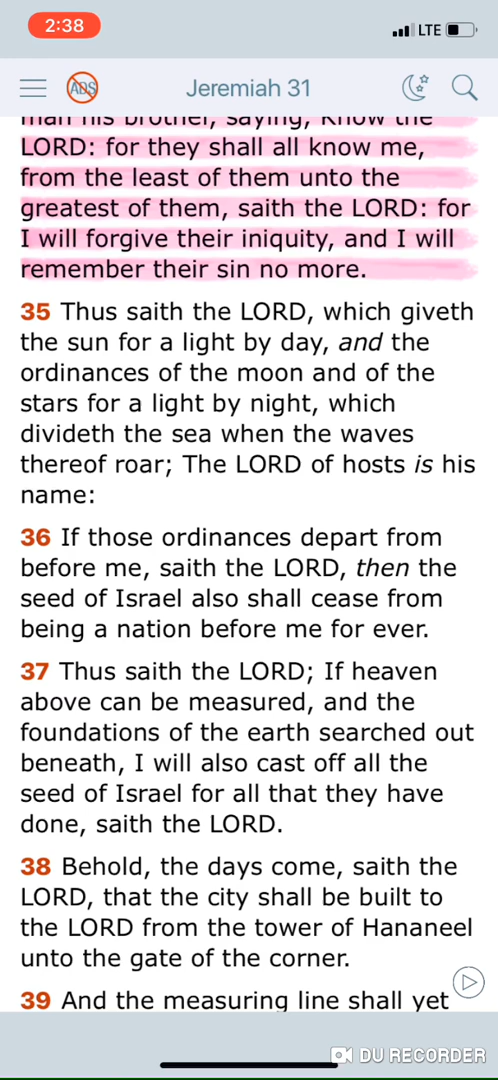 2:38
LTE
ADS
Jeremiah 31
man his brother, saying, Know the
LORD: for they shall all know me,
from the least of them unto the
greatest of them, saith the LORD: for
I will forgive their iniquity, and I will
remember their sin no more.
35 Thus saith the LORD, which giveth
the sun for a light by day, and the
ordinances of the moon and of the
stars for a light by night, which
divideth the sea when the waves
thereof roar; The LORD of hosts is his
name:
36 If those ordinances depart from
before me, saith the LORD, then the
seed of Israel also shall cease from
being a nation before me for ever.
37 Thus saith the LORD; If heaven
above can be measured, and the
foundations of the earth searched out
beneath, I will also cast off all the
seed of Israel for all that they have
done, saith the LORD.
38 Behold, the days come, saith the
LORD, that the city shall be built to
the LORD from the tower of Hananeel
unto the gate of the corner.
39 And the measuring line shall yet
DU RECORDER